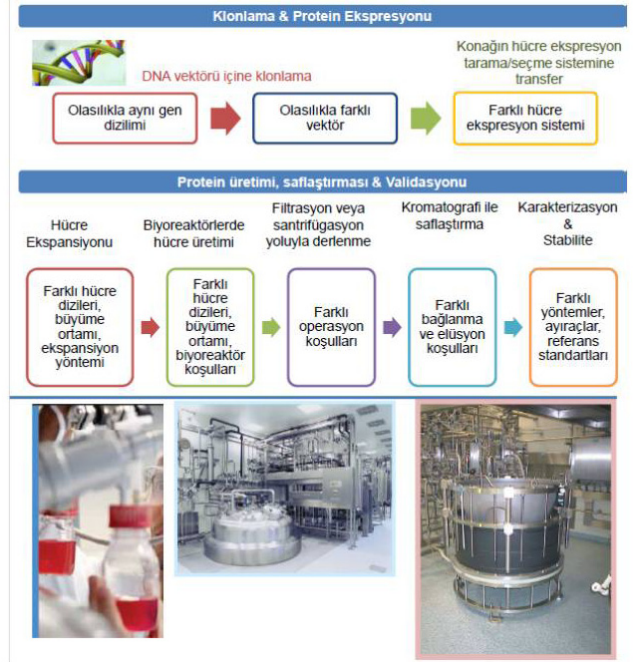 Klonlama & Protein Ekspresyonu
DNA vektörü içine klonlama
Konağın hücre ekspresyon
tarama/seçme sistemine
transfer
Olasılıkla aynı gen
dizilimi
Olasılıkla farklı
vektör
Farklı hücre
ekspresyon sistemi
Protein üretimi, saflaştırması & Validasyonu
Hücre
Ekspansiyonu
Biyoreaktörlerde
hücre üretimi
Filtrasyon veya
santrifügasyon
yoluyla derlenme
Kromatografi ile
saflaştırma
Karakterizasyon
&
Stabilite
Farklı hücre
dizileri,
büyüme
ortamı,
ekspansiyon
yöntemi
Farklı
hücre
dizileri,
büyüme
ortamı,
biyoreaktör
koşulları
Farklı
operasyon
koşulları
Farklı
bağlanma
ve elüsyon
koşulları
Farklı
yöntemler,
ayıraçlar,
referans
standartları